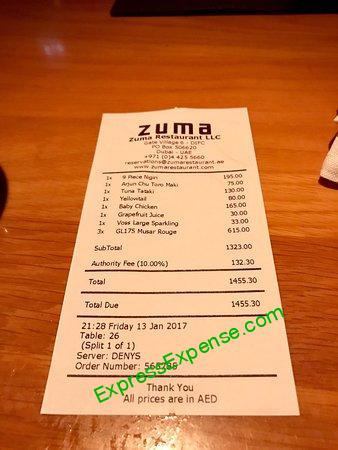 zuma
Zuma Restaurant LLC
Gate Village 6 - DIFC
PO Box 506620
Dubai - UAE
+971 (0)4 425 5660
reservations@zumarestaurant.ae
www.zumarestaurant.com
1x 9 Piece Nigiri 195.00
1x Arjun Chu Toro Maki 75.00
1x Tuna Tataki 130.00
1x Yellowtail 80.00
1x Baby Chicken 165.00
1x Grapefruit Juice 30.00
1x Voss Large Sparkling 33.00
3x GL175 Musar Rouge 615.00
SubTotal 1323.00
Authority Fee (10.00%) 132.30
Total 1455.30
Total Due 1455.30
21:28 Friday 13 Jan 2017
Table: 26
(Split 1 of 1)
Server: DENYS
Order Number: 568285
ExpressExpense.com
Thank You
All prices are in AED